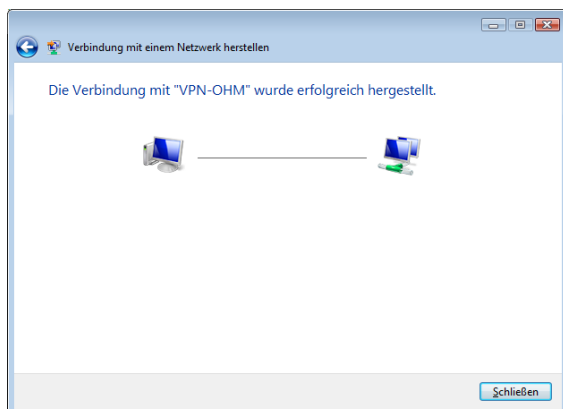 Verbindung mit einem Netzwerk herstellen
Die Verbindung mit "VPN-OHM" wurde erfolgreich hergestellt.
Schließen